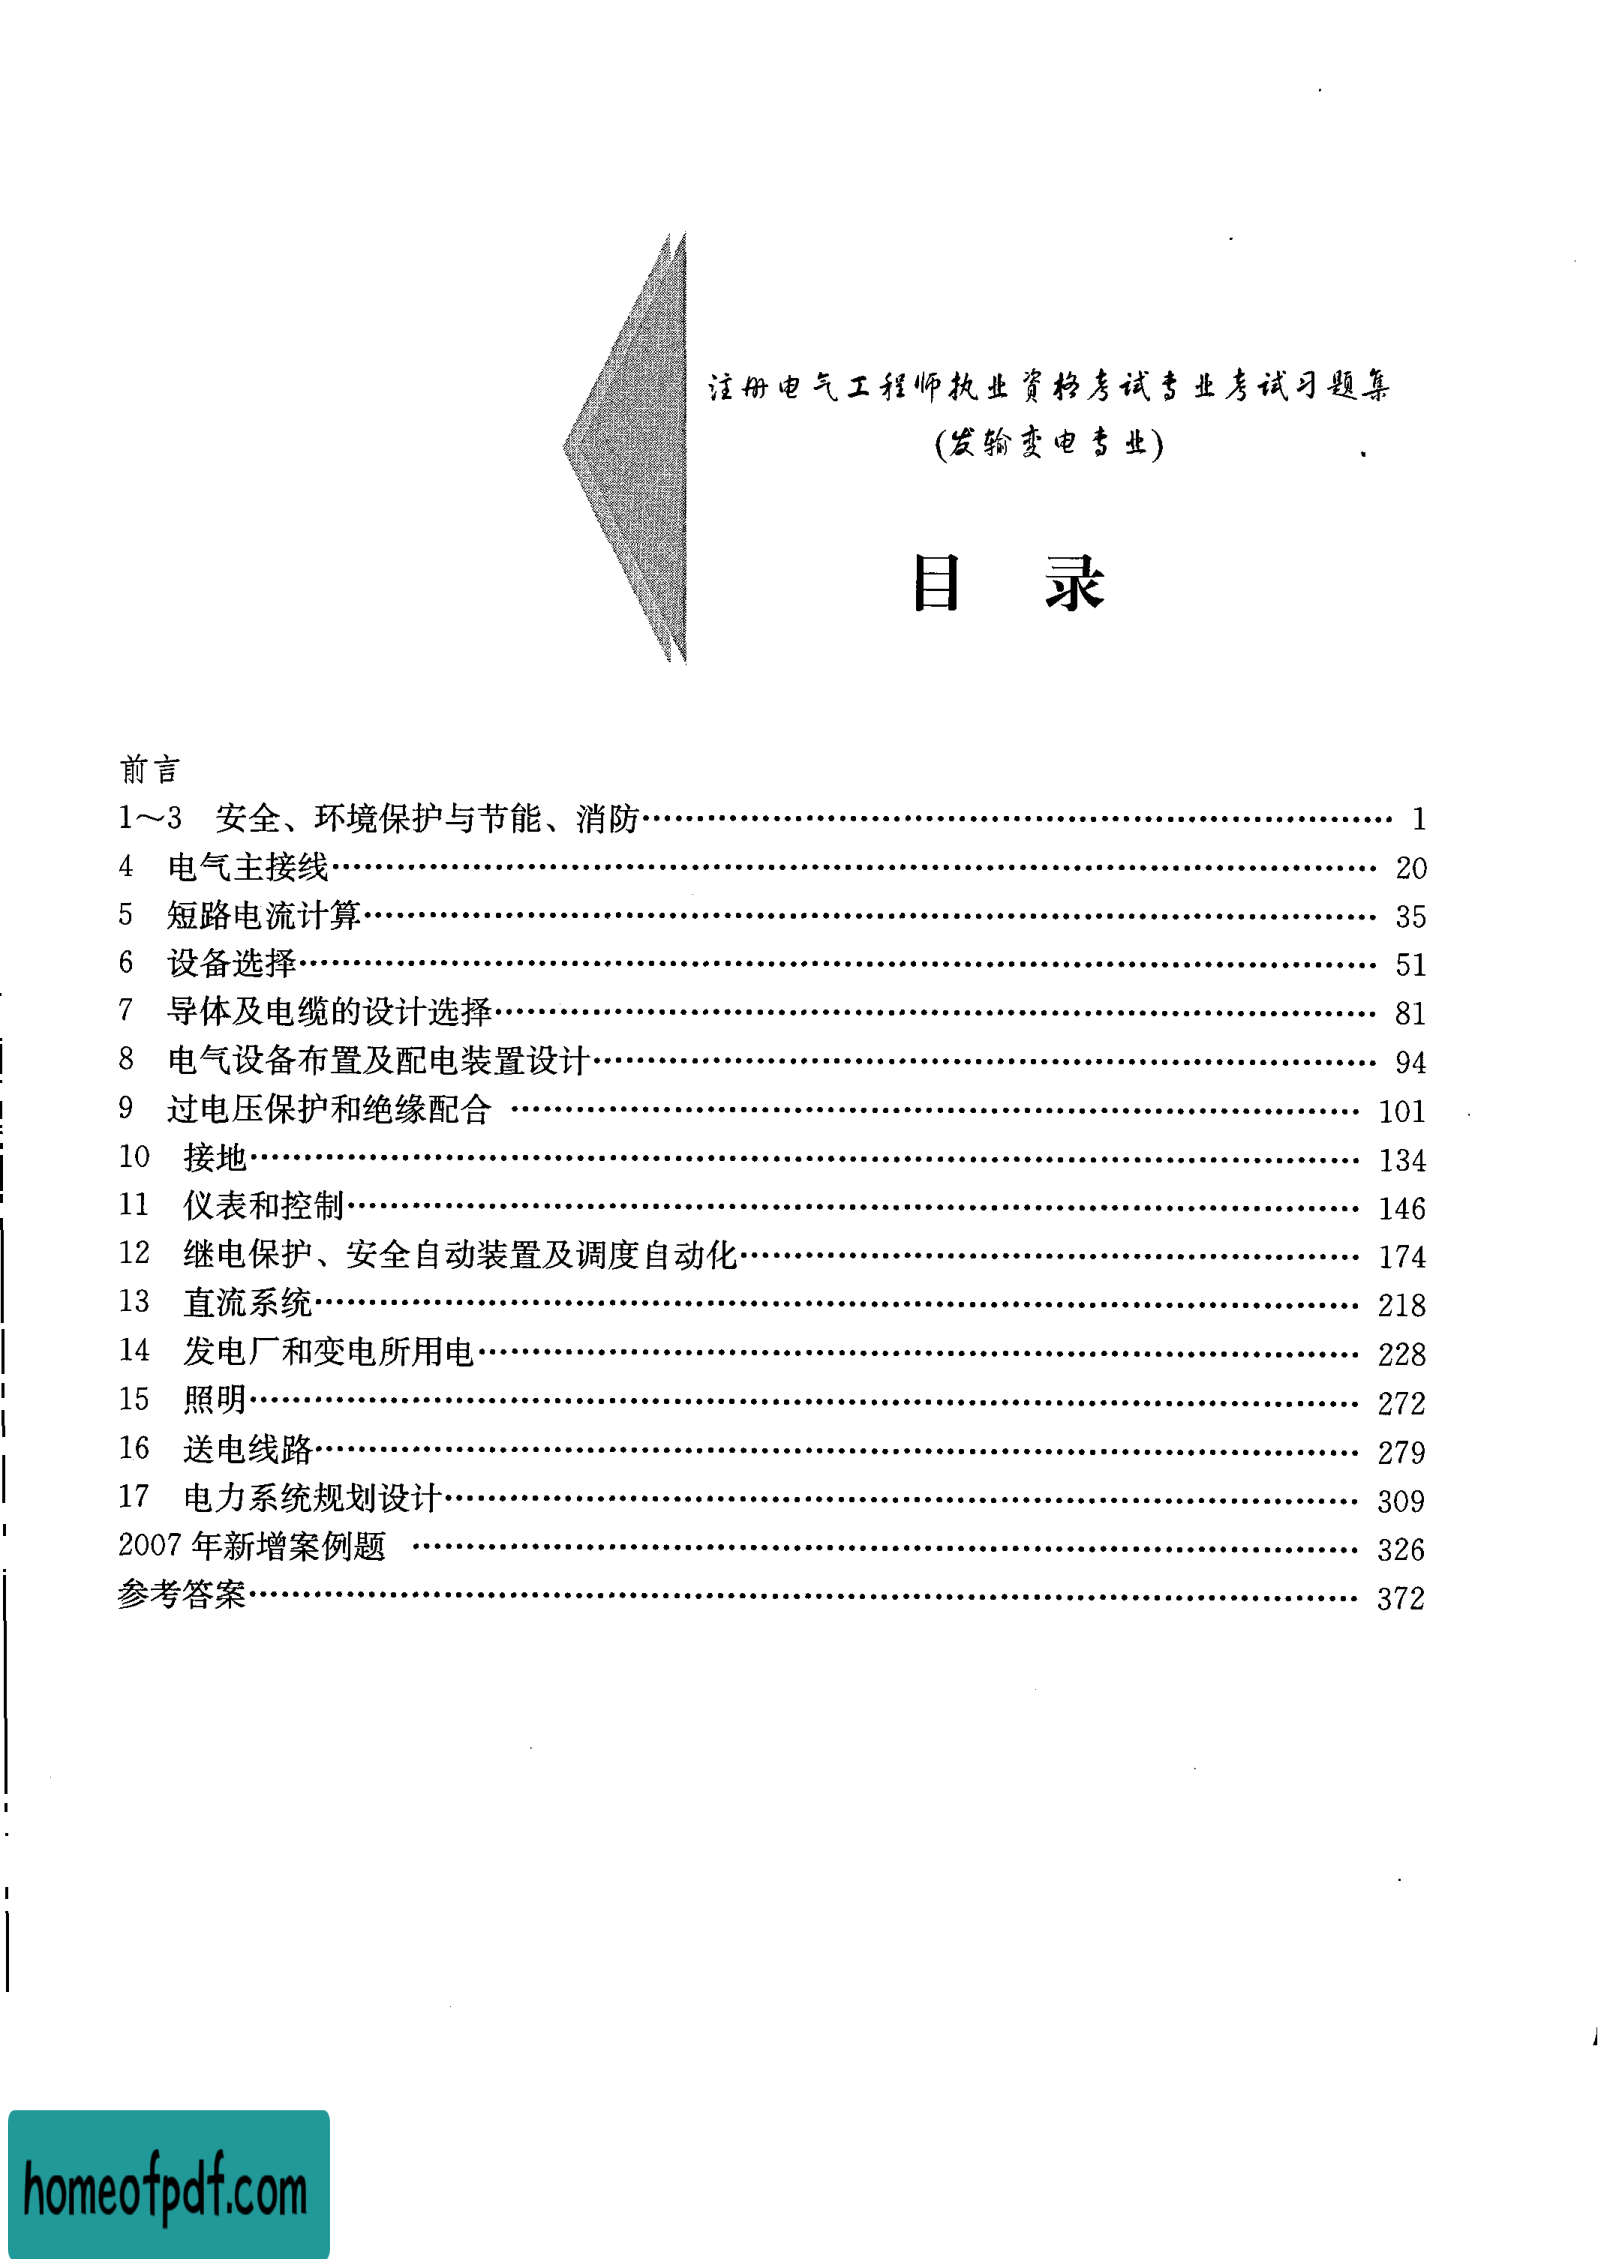 注册电气工程师执业资格考试专业考试习题集
(发输变电专业)
目 录
前言
1～3 安全、环境保护与节能、消防…………………………………………………… 1
4 电气主接线…………………………………………………… 20
5 短路电流计算…………………………………………………… 35
6 设备选择…………………………………………………… 51
7 导体及电缆的设计选择…………………………………………………… 81
8 电气设备布置及配电装置设计…………………………………………………… 94
9 过电压保护和绝缘配合 …………………………………………………… 101
10 接地…………………………………………………… 134
11 仪表和控制…………………………………………………… 146
12 继电保护、安全自动装置及调度自动化…………………………………………………… 174
13 直流系统…………………………………………………… 218
14 发电厂和变电所用电…………………………………………………… 228
15 照明…………………………………………………… 272
16 送电线路…………………………………………………… 279
17 电力系统规划设计…………………………………………………… 309
2007 年新增案例题 …………………………………………………… 326
参考答案…………………………………………………… 372
homeofpdf.com